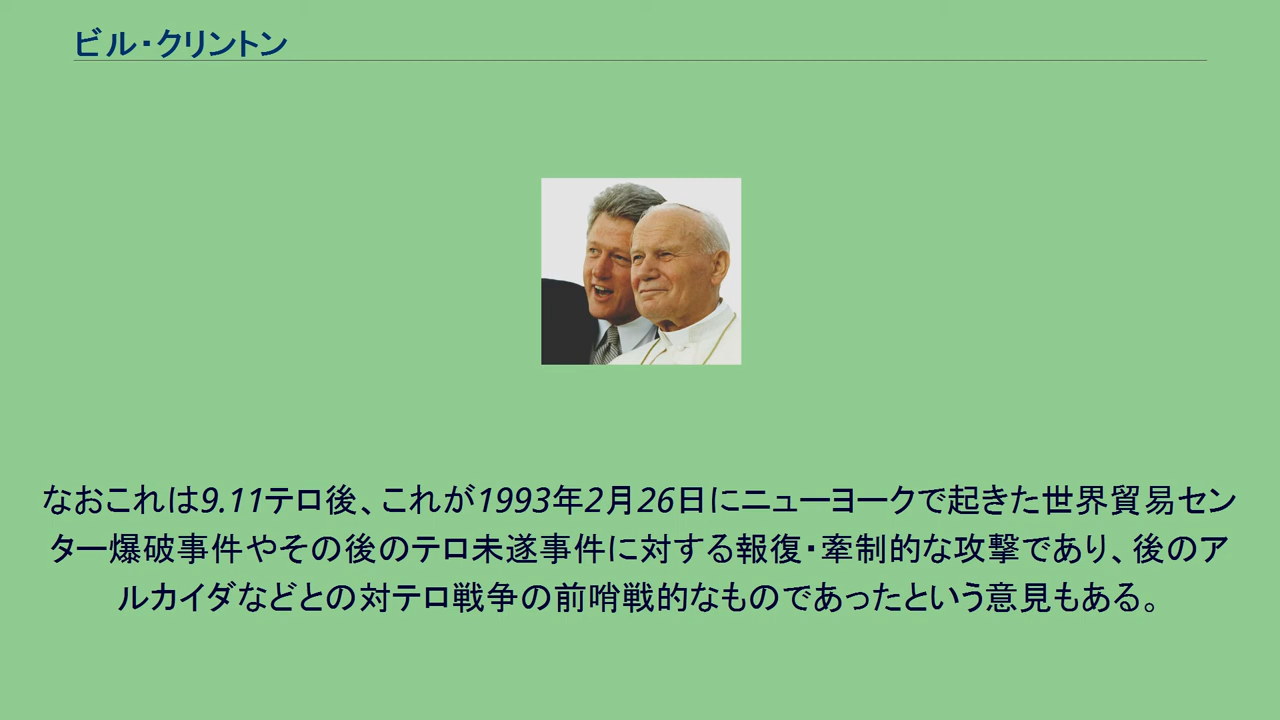 ビル・クリントン
なおこれは9.11テロ後、これが1993年2月26日にニューヨークで起きた世界貿易セン
ター爆破事件やその後のテロ未遂事件に対する報復・牽制的な攻撃であり、後のア
ルカイダなどとの対テロ戦争の前哨戦的なものであったという意見もある。